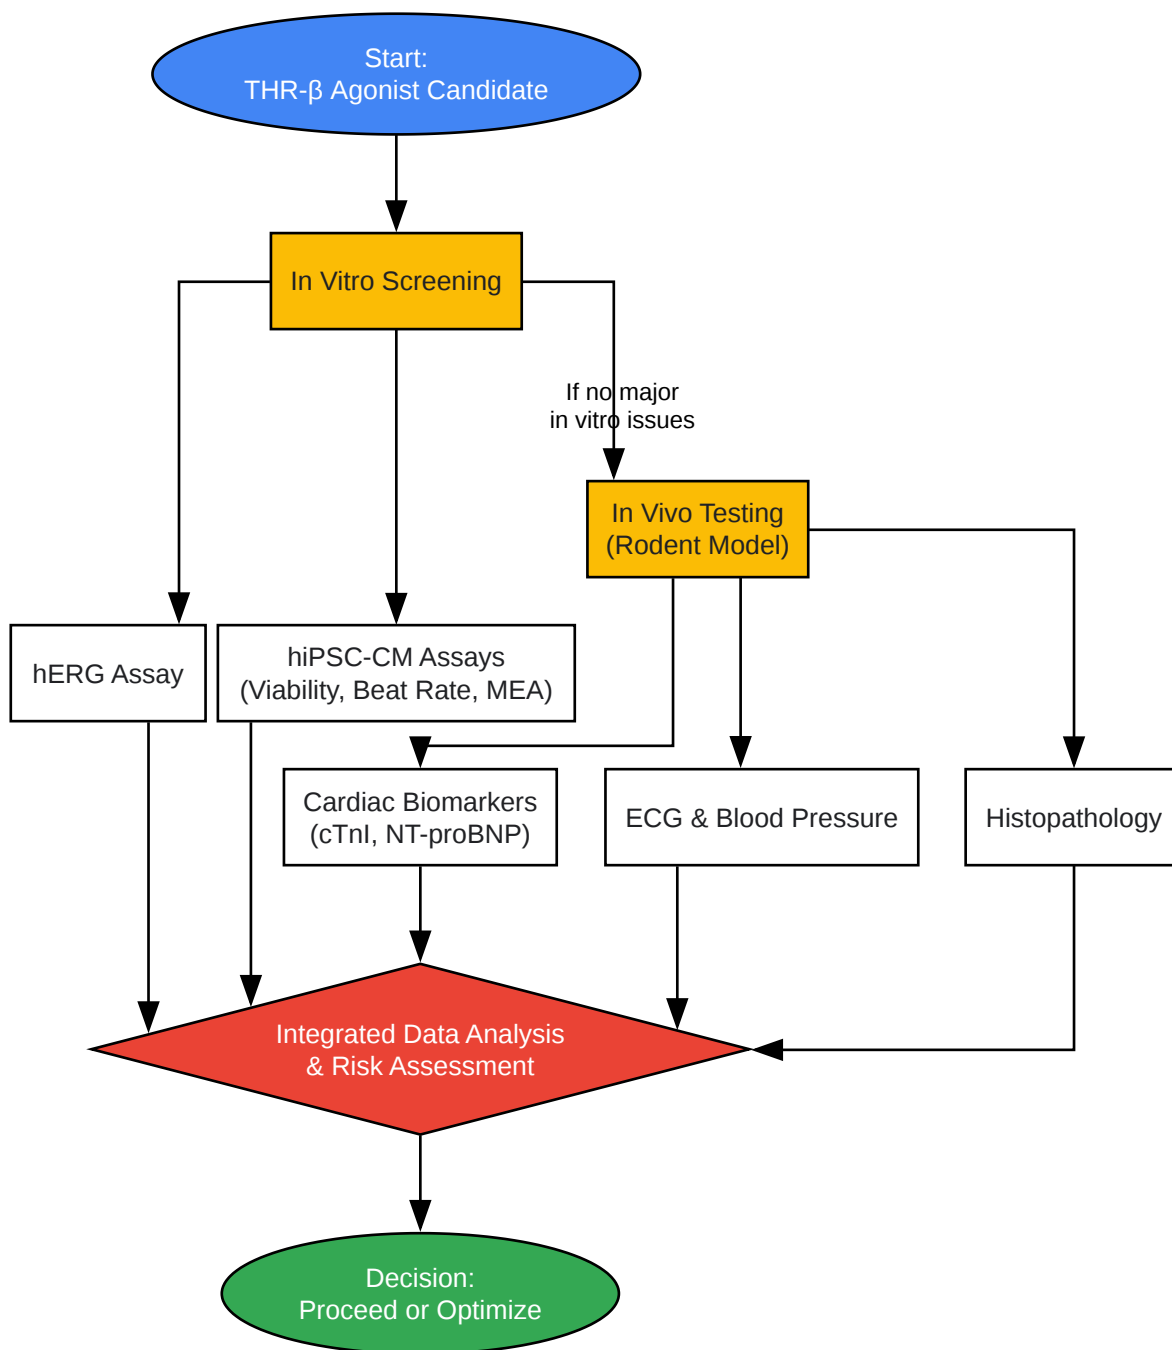 Start:
THR-β Agonist Candidate
In Vitro Screening
If no major
in vitro issues
In Vivo Testing
(Rodent Model)
hERG Assay
hiPSC-CM Assays
(Viability, Beat Rate, MEA)
Cardiac Biomarkers
(cTnI, NT-proBNP)
ECG & Blood Pressure
Histopathology
Integrated Data Analysis
& Risk Assessment
Decision:
Proceed or Optimize